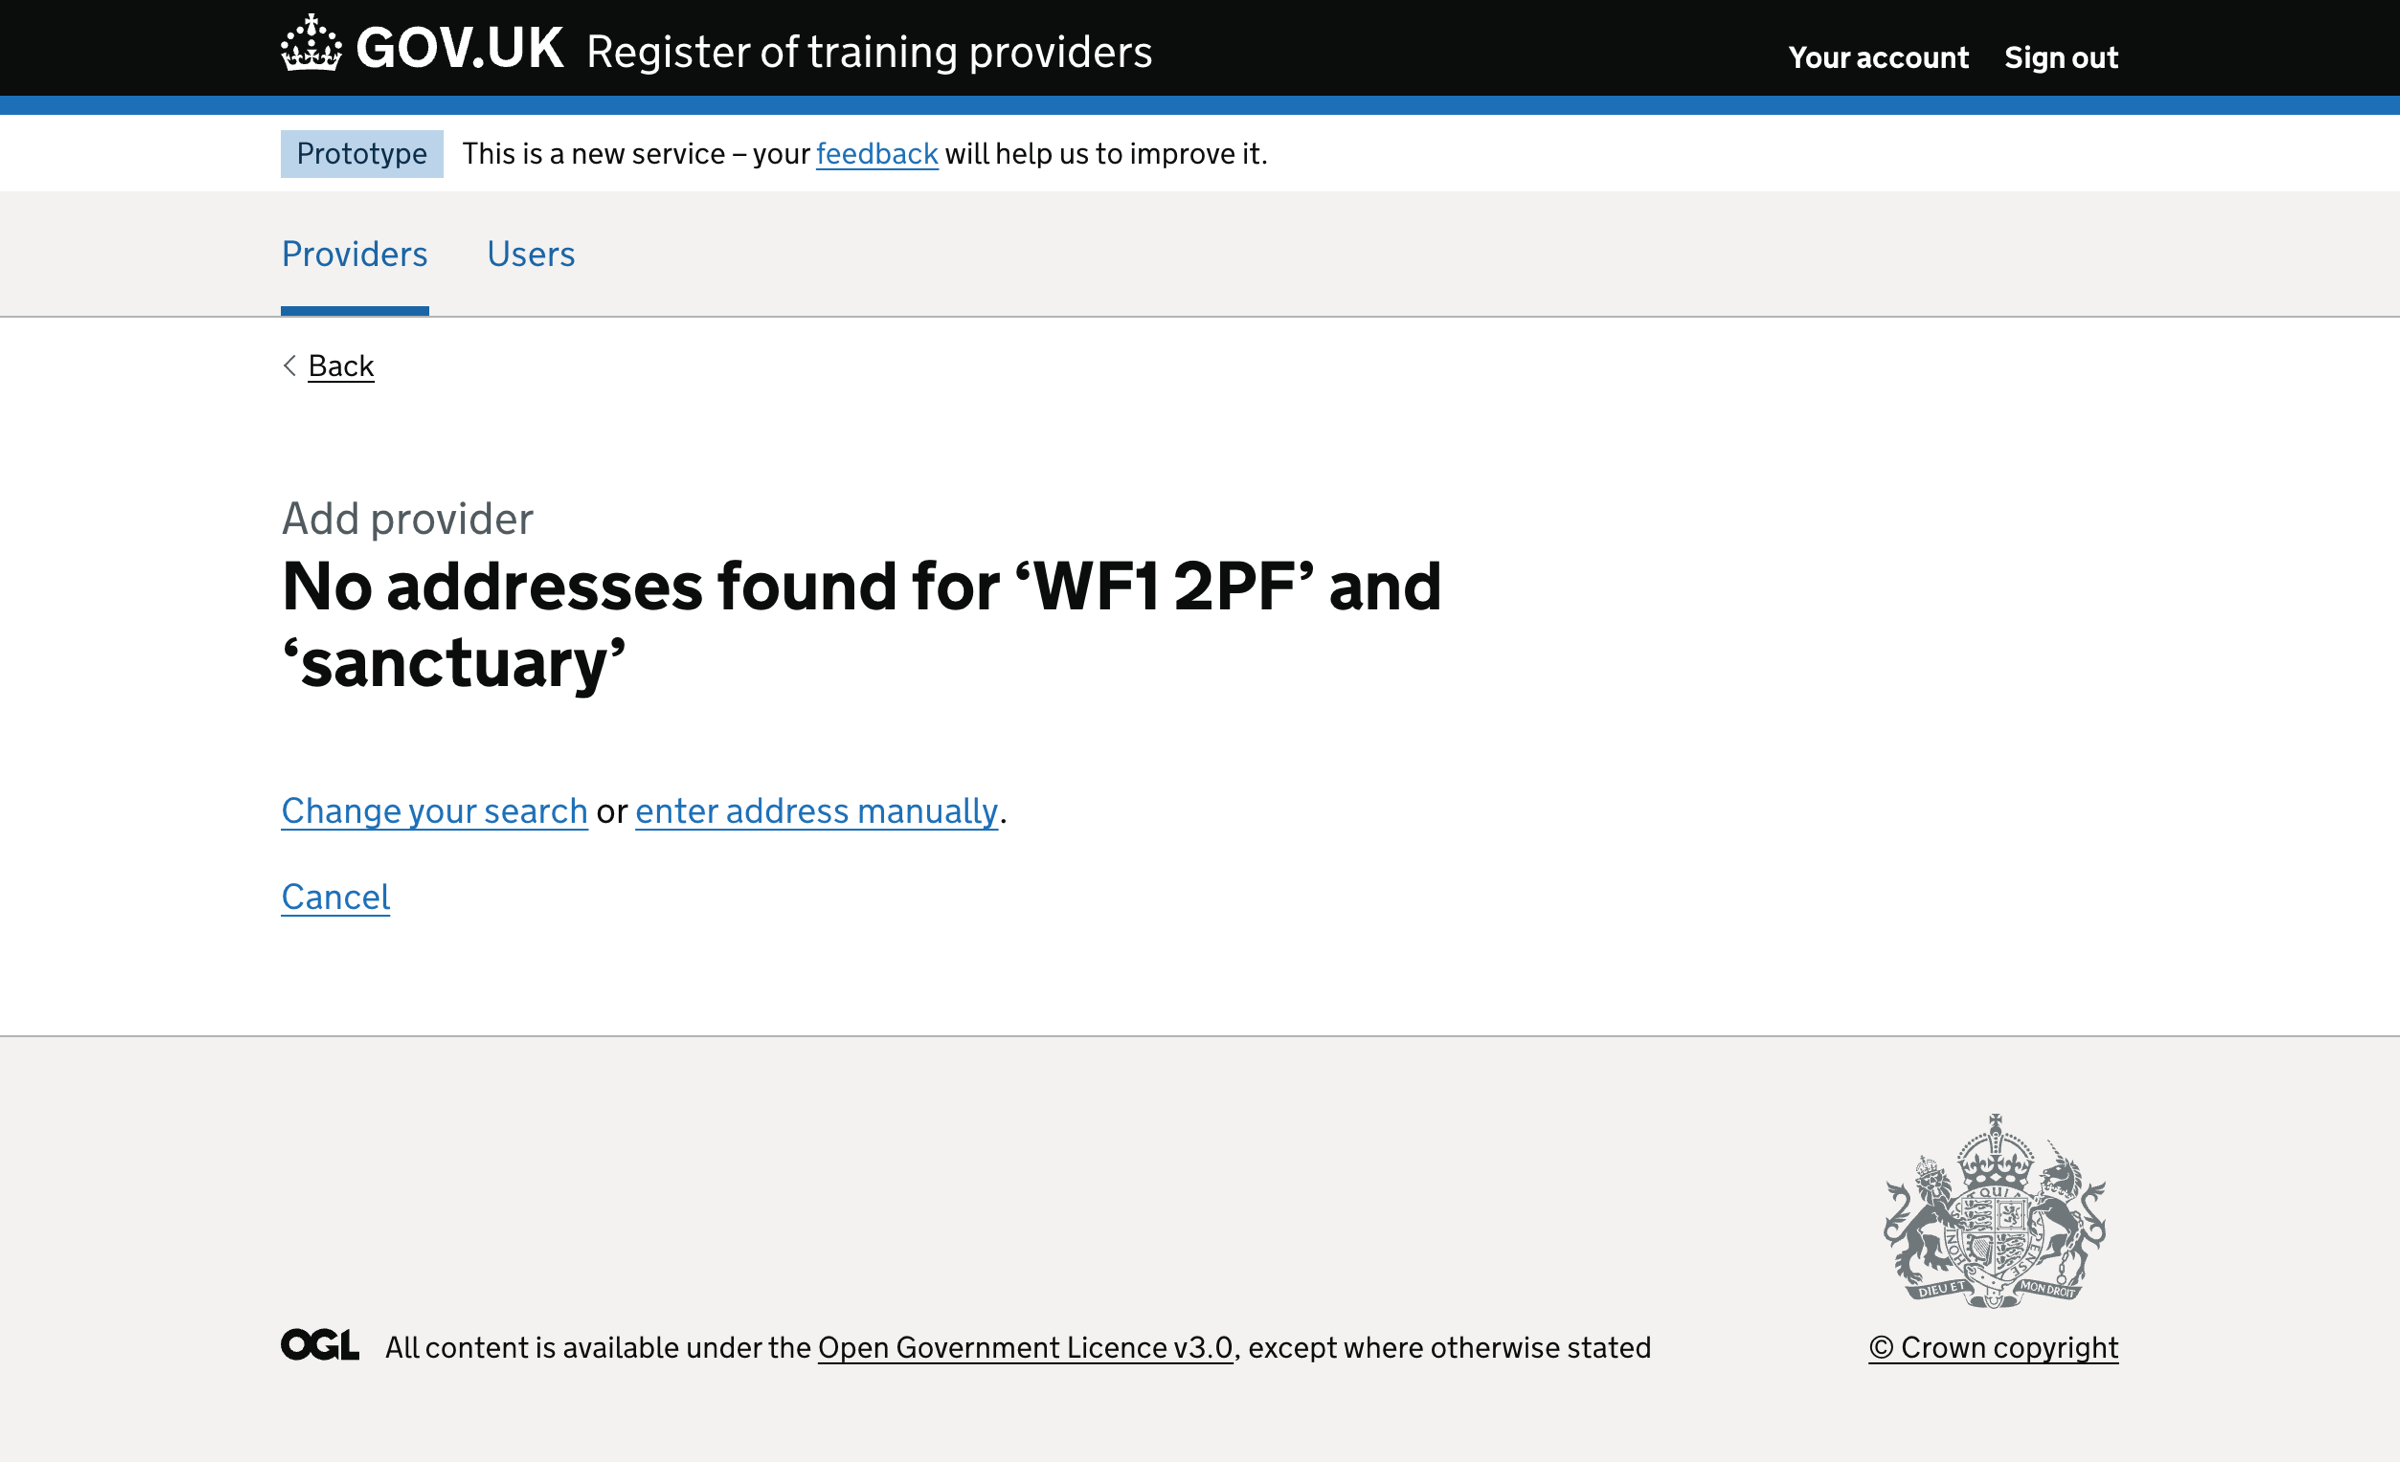 GOV.UK Register of training providers
Your account Sign out
Prototype This is a new service – your feedback will help us to improve it.
Providers Users
Back
Add provider
No addresses found for ‘WF1 2PF’ and
‘sanctuary’
Change your search or enter address manually.
Cancel
DIEU ET MON DROIT
OGL All content is available under the Open Government Licence v3.0, except where otherwise stated
© Crown copyright